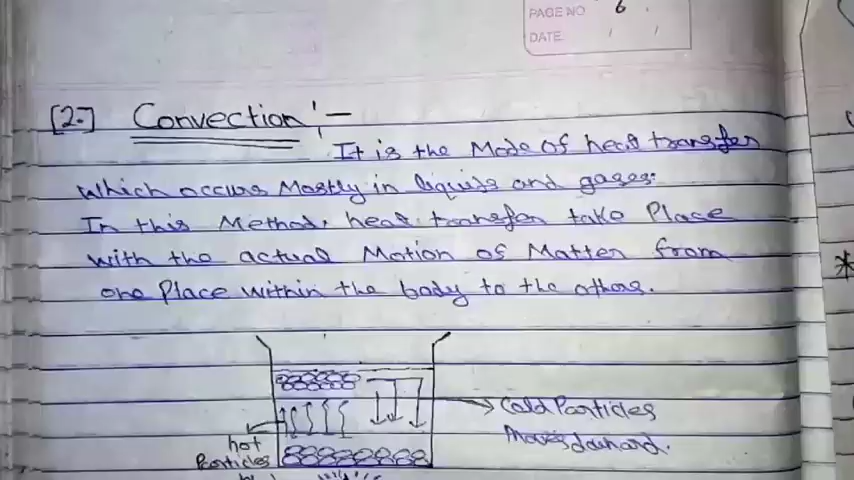 PAGE NO 6
DATE / /
[2.] Convection :-
It is the Mode of heat transfer
which occurs Mostly in liquids and gases.
In this Method, heat transfer take Place
with the actual Motion of Matter from
one Place within the body to the others.
Cold Particles
Moves downard.
hot
Particles